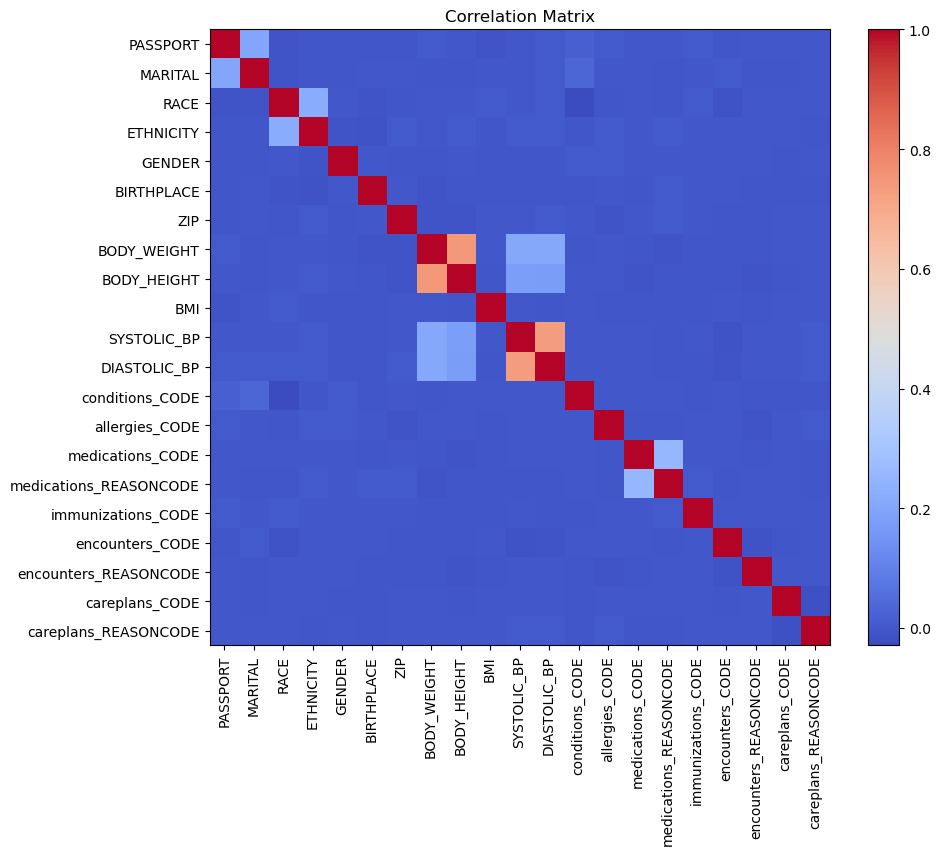 Correlation Matrix
PASSPORT
MARITAL
RACE
ETHNICITY
GENDER
BIRTHPLACE
ZIP
BODY_WEIGHT
BODY_HEIGHT
BMI
SYSTOLIC_BP
DIASTOLIC_BP
conditions_CODE
allergies_CODE
medications_CODE
medications_REASONCODE
immunizations_CODE
encounters_CODE
encounters_REASONCODE
careplans_CODE
careplans_REASONCODE
PASSPORT
MARITAL
RACE
ETHNICITY
GENDER
BIRTHPLACE
ZIP
BODY_WEIGHT
BODY_HEIGHT
BMI
SYSTOLIC_BP
DIASTOLIC_BP
conditions_CODE
allergies_CODE
medications_CODE
medications_REASONCODE
immunizations_CODE
encounters_CODE
encounters_REASONCODE
careplans_CODE
careplans_REASONCODE
1.0
0.8
0.6
0.4
0.2
0.0